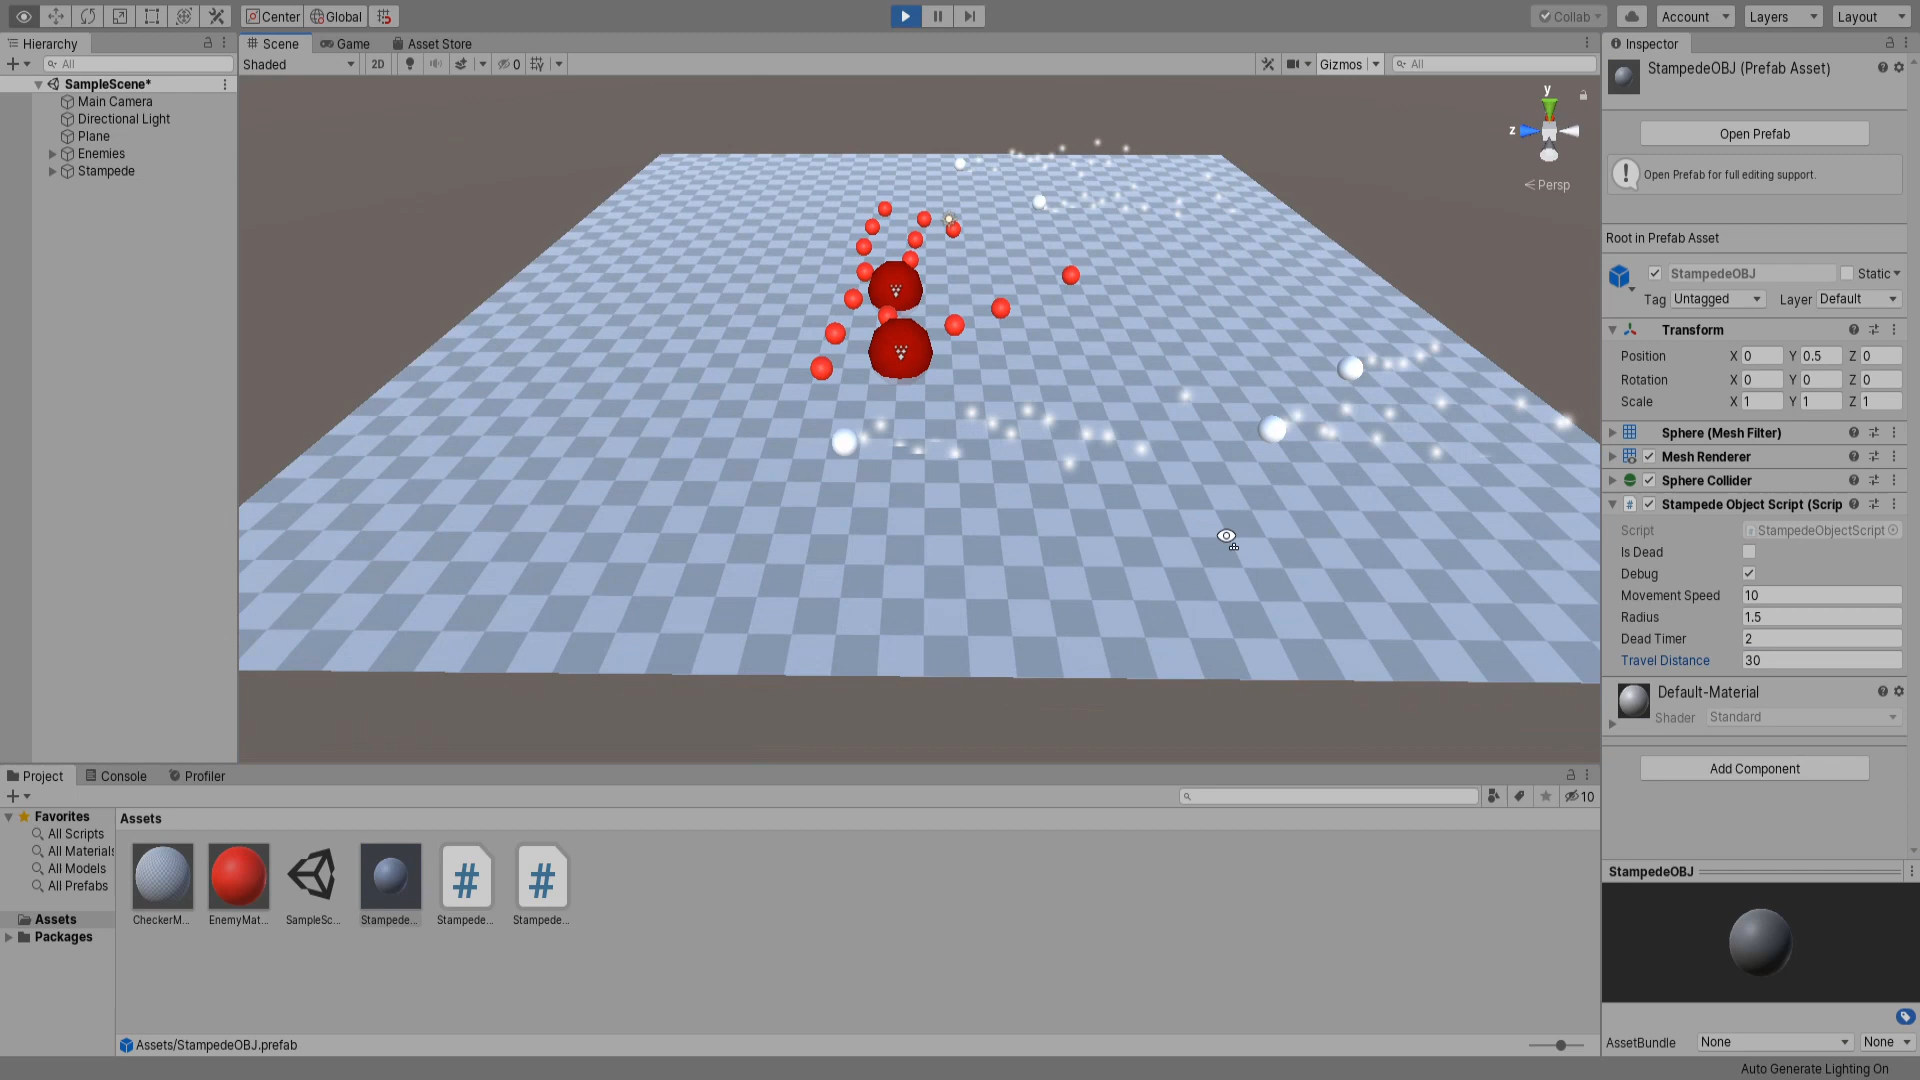 Center
Global
Collab
Account
Layers
Layout
Hierarchy
All
SampleScene*
Main Camera
Directional Light
Plane
Enemies
Stampede
Scene
Game
Asset Store
Shaded
2D
0
Gizmos
All
y
z
Persp
Inspector
StampedeOBJ (Prefab Asset)
Open Prefab
Open Prefab for full editing support.
Root in Prefab Asset
StampedeOBJ
Static
Tag Untagged Layer Default
Transform
Position X 0 Y 0.5 Z 0
Rotation X 0 Y 0 Z 0
Scale X 1 Y 1 Z 1
Sphere (Mesh Filter)
Mesh Renderer
Sphere Collider
Stampede Object Script (Scrip
Script StampedeObjectScript
Is Dead
Debug
Movement Speed 10
Radius 1.5
Dead Timer 2
Travel Distance 30
Default-Material
Shader Standard
Add Component
Project
Console
Profiler
10
Favorites
All Scripts
All Materials
All Models
All Prefabs
Assets
Packages
Assets
CheckerM...
EnemyMat...
SampleSc...
Stampede...
Stampede...
Stampede...
Assets/StampedeOBJ.prefab
StampedeOBJ
AssetBundle None None
Auto Generate Lighting On